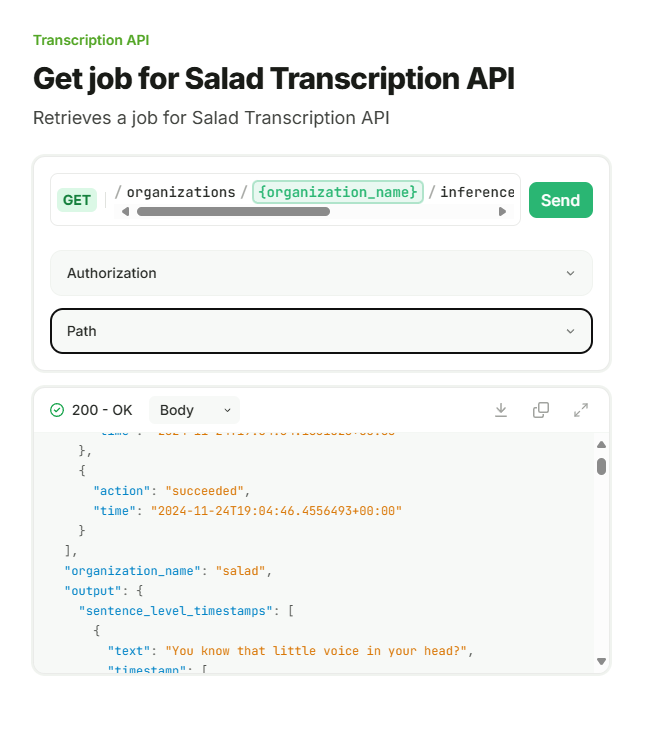 Transcription API
Get job for Salad Transcription API
Retrieves a job for Salad Transcription API
GET / organizations / {organization_name} / inference Send
Authorization
Path
200 - OK Body
},
{
"action": "succeeded",
"time": "2024-11-24T19:04:46.4556493+00:00"
}
],
"organization_name": "salad",
"output": {
"sentence_level_timestamps": [
{
"text": "You know that little voice in your head?",
"timestamp": [